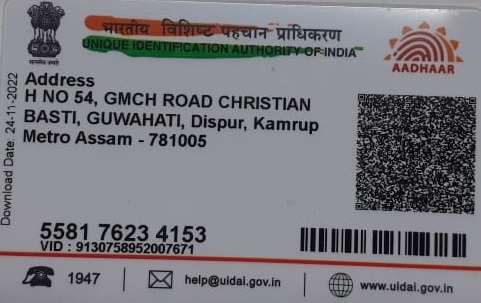 भारतीय विशिष्ट पहचान प्राधिकरण
UNIQUE IDENTIFICATION AUTHORITY OF INDIA
AADHAAR
Download Date: 24-11-2022
Address
H NO 54, GMCH ROAD CHRISTIAN
BASTI, GUWAHATI, Dispur, Kamrup
Metro Assam - 781005
5581 7623 4153
VID : 9130758952007671
1947 help@uidai.gov.in www.uidai.gov.in